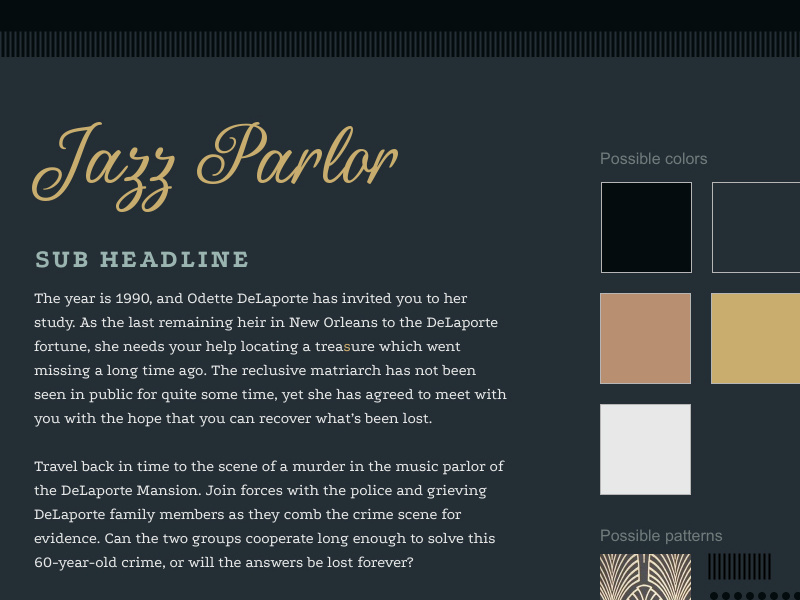 Jazz Parlor
SUB HEADLINE
The year is 1990, and Odette DeLaporte has invited you to her
study. As the last remaining heir in New Orleans to the DeLaporte
fortune, she needs your help locating a treasure which went
missing a long time ago. The reclusive matriarch has not been
seen in public for quite some time, yet she has agreed to meet with
you with the hope that you can recover what’s been lost.
Travel back in time to the scene of a murder in the music parlor of
the DeLaporte Mansion. Join forces with the police and grieving
DeLaporte family members as they comb the crime scene for
evidence. Can the two groups cooperate long enough to solve this
60-year-old crime, or will the answers be lost forever?
Possible colors
Possible patterns